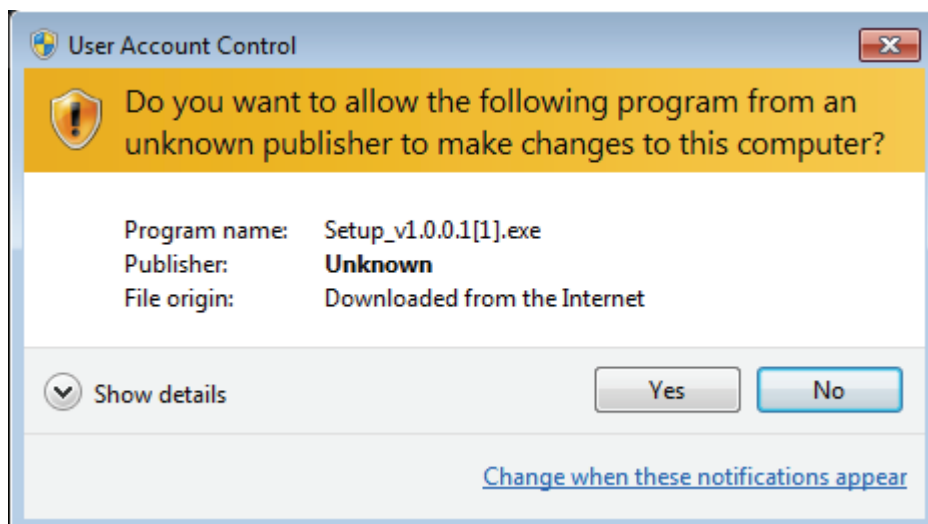 User Account Control
Do you want to allow the following program from an
unknown publisher to make changes to this computer?
Program name: Setup_v1.0.0.1[1].exe
Publisher: Unknown
File origin: Downloaded from the Internet
Show details Yes No
Change when these notifications appear